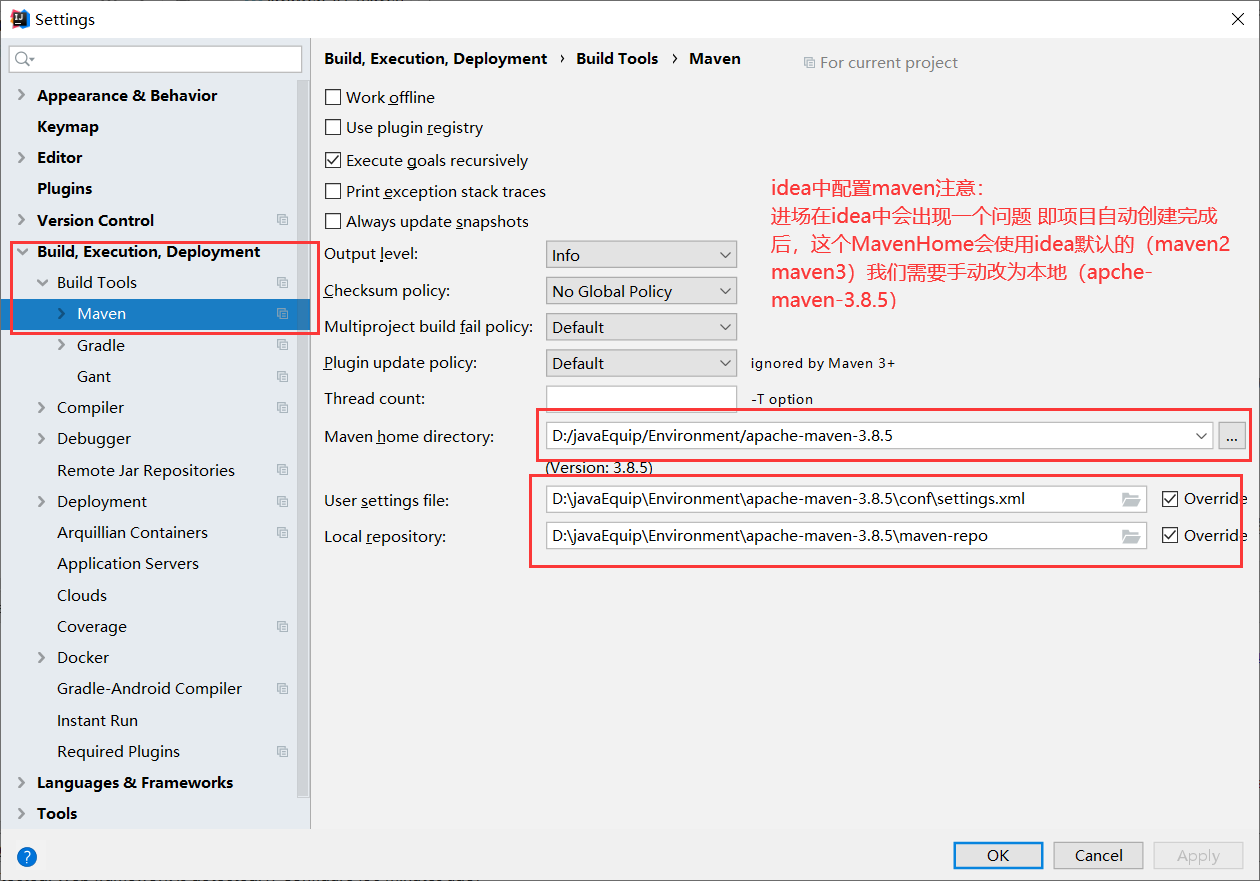 Settings
Build, Execution, Deployment › Build Tools › Maven
For current project
Appearance & Behavior
Keymap
Editor
Plugins
Version Control
Build, Execution, Deployment
Build Tools
Maven
Gradle
Gant
Compiler
Debugger
Remote Jar Repositories
Deployment
Arquillian Containers
Application Servers
Clouds
Coverage
Docker
Gradle-Android Compiler
Instant Run
Required Plugins
Languages & Frameworks
Tools
Work offline
Use plugin registry
Execute goals recursively
Print exception stack traces
Always update snapshots
Output level: Info
Checksum policy: No Global Policy
Multiproject build fail policy: Default
Plugin update policy: Default ignored by Maven 3+
Thread count: -T option
Maven home directory: D:/javaEquip/Environment/apache-maven-3.8.5 ...
(Version: 3.8.5)
User settings file: D:\javaEquip\Environment\apache-maven-3.8.5\conf\settings.xml Override
Local repository: D:\javaEquip\Environment\apache-maven-3.8.5\maven-repo Override
idea中配置maven注意：
进场在idea中会出现一个问题 即项目自动创建完成
后，这个MavenHome会使用idea默认的（maven2
maven3）我们需要手动改为本地（apche-
maven-3.8.5）
?
OK
Cancel
Apply